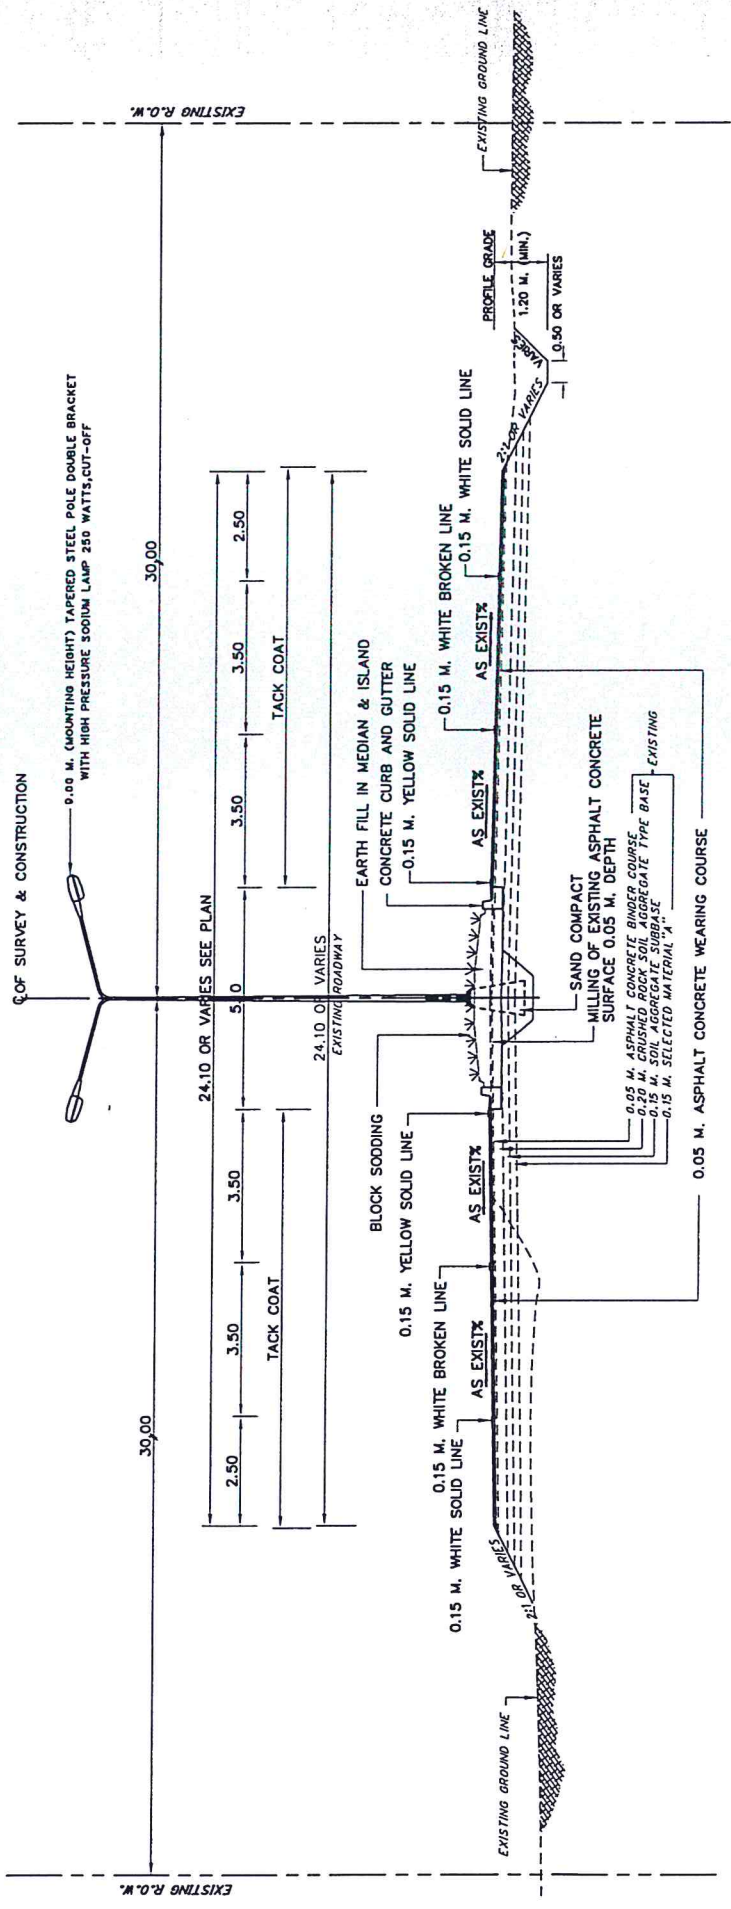 ℄ OF SURVEY & CONSTRUCTION
9.00 M. (MOUNTING HEIGHT) TAPERED STEEL POLE DOUBLE BRACKET
WITH HIGH PRESSURE SODIUM LAMP 250 WATTS,CUT-OFF
EXISTING R.O.W.
EXISTING R.O.W.
30,00
30,00
24.10 OR VARIES SEE PLAN
2.50
3.50
3.50
3.50
3.50
2.50
TACK COAT
TACK COAT
24.10 OR VARIES
EXISTING ROADWAY
BLOCK SODDING
EARTH FILL IN MEDIAN & ISLAND
CONCRETE CURB AND GUTTER
0.15 M. YELLOW SOLID LINE
0.15 M. YELLOW SOLID LINE
0.15 M. WHITE BROKEN LINE
0.15 M. WHITE SOLID LINE
0.15 M. WHITE BROKEN LINE
0.15 M. WHITE SOLID LINE
AS EXIST%
AS EXIST%
AS EXIST%
AS EXIST%
2:1 OR VARIES
2:1 OR VARIES
VARIES
PROFILE GRADE
1.20 M. (MIN.)
0.50 OR VARIES
EXISTING GROUND LINE
EXISTING GROUND LINE
EXISTING GROUND LINE
SAND COMPACT
MILLING OF EXISTING ASPHALT CONCRETE
SURFACE 0.05 M. DEPTH
0.05 M. ASPHALT CONCRETE BINDER COURSE
0.20 M. CRUSHED ROCK SOIL AGGREGATE TYPE BASE
0.15 M. SOIL AGGREGATE SUBBASE
0.15 M. SELECTED MATERIAL "A"
EXISTING
0.05 M. ASPHALT CONCRETE WEARING COURSE